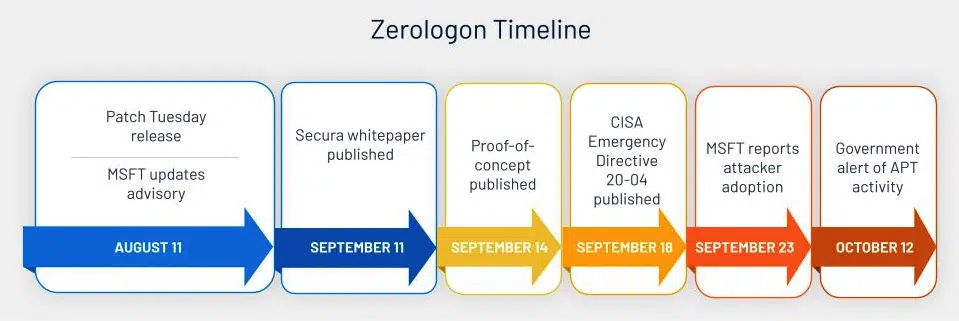 Zerologon Timeline
Patch Tuesday
release
MSFT updates
advisory
AUGUST 11
Secura whitepaper
published
SEPTEMBER 11
Proof-of-
concept
published
SEPTEMBER 14
CISA
Emergency
Directive
20-04
published
SEPTEMBER 18
MSFT reports
attacker
adoption
SEPTEMBER 23
Government
alert of APT
activity
OCTOBER 12